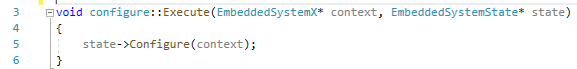 3 void configure::Execute(EmbeddedSystemX* context, EmbeddedSystemState* state)
4 {
5 state->Configure(context);
6 }